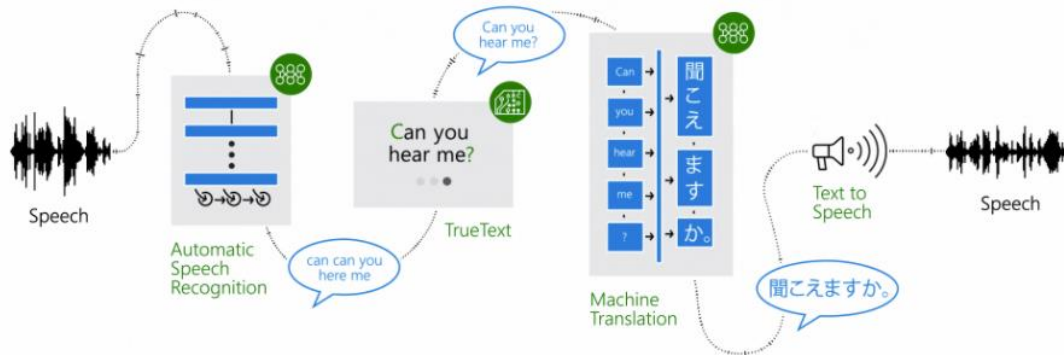 Speech
Automatic
Speech
Recognition
can can you
here me
Can you
hear me?
TrueText
Can you
hear me?
Can
you
hear
me
?
聞こえ
ます
か。
Machine
Translation
聞こえますか。
Text to
Speech
Speech